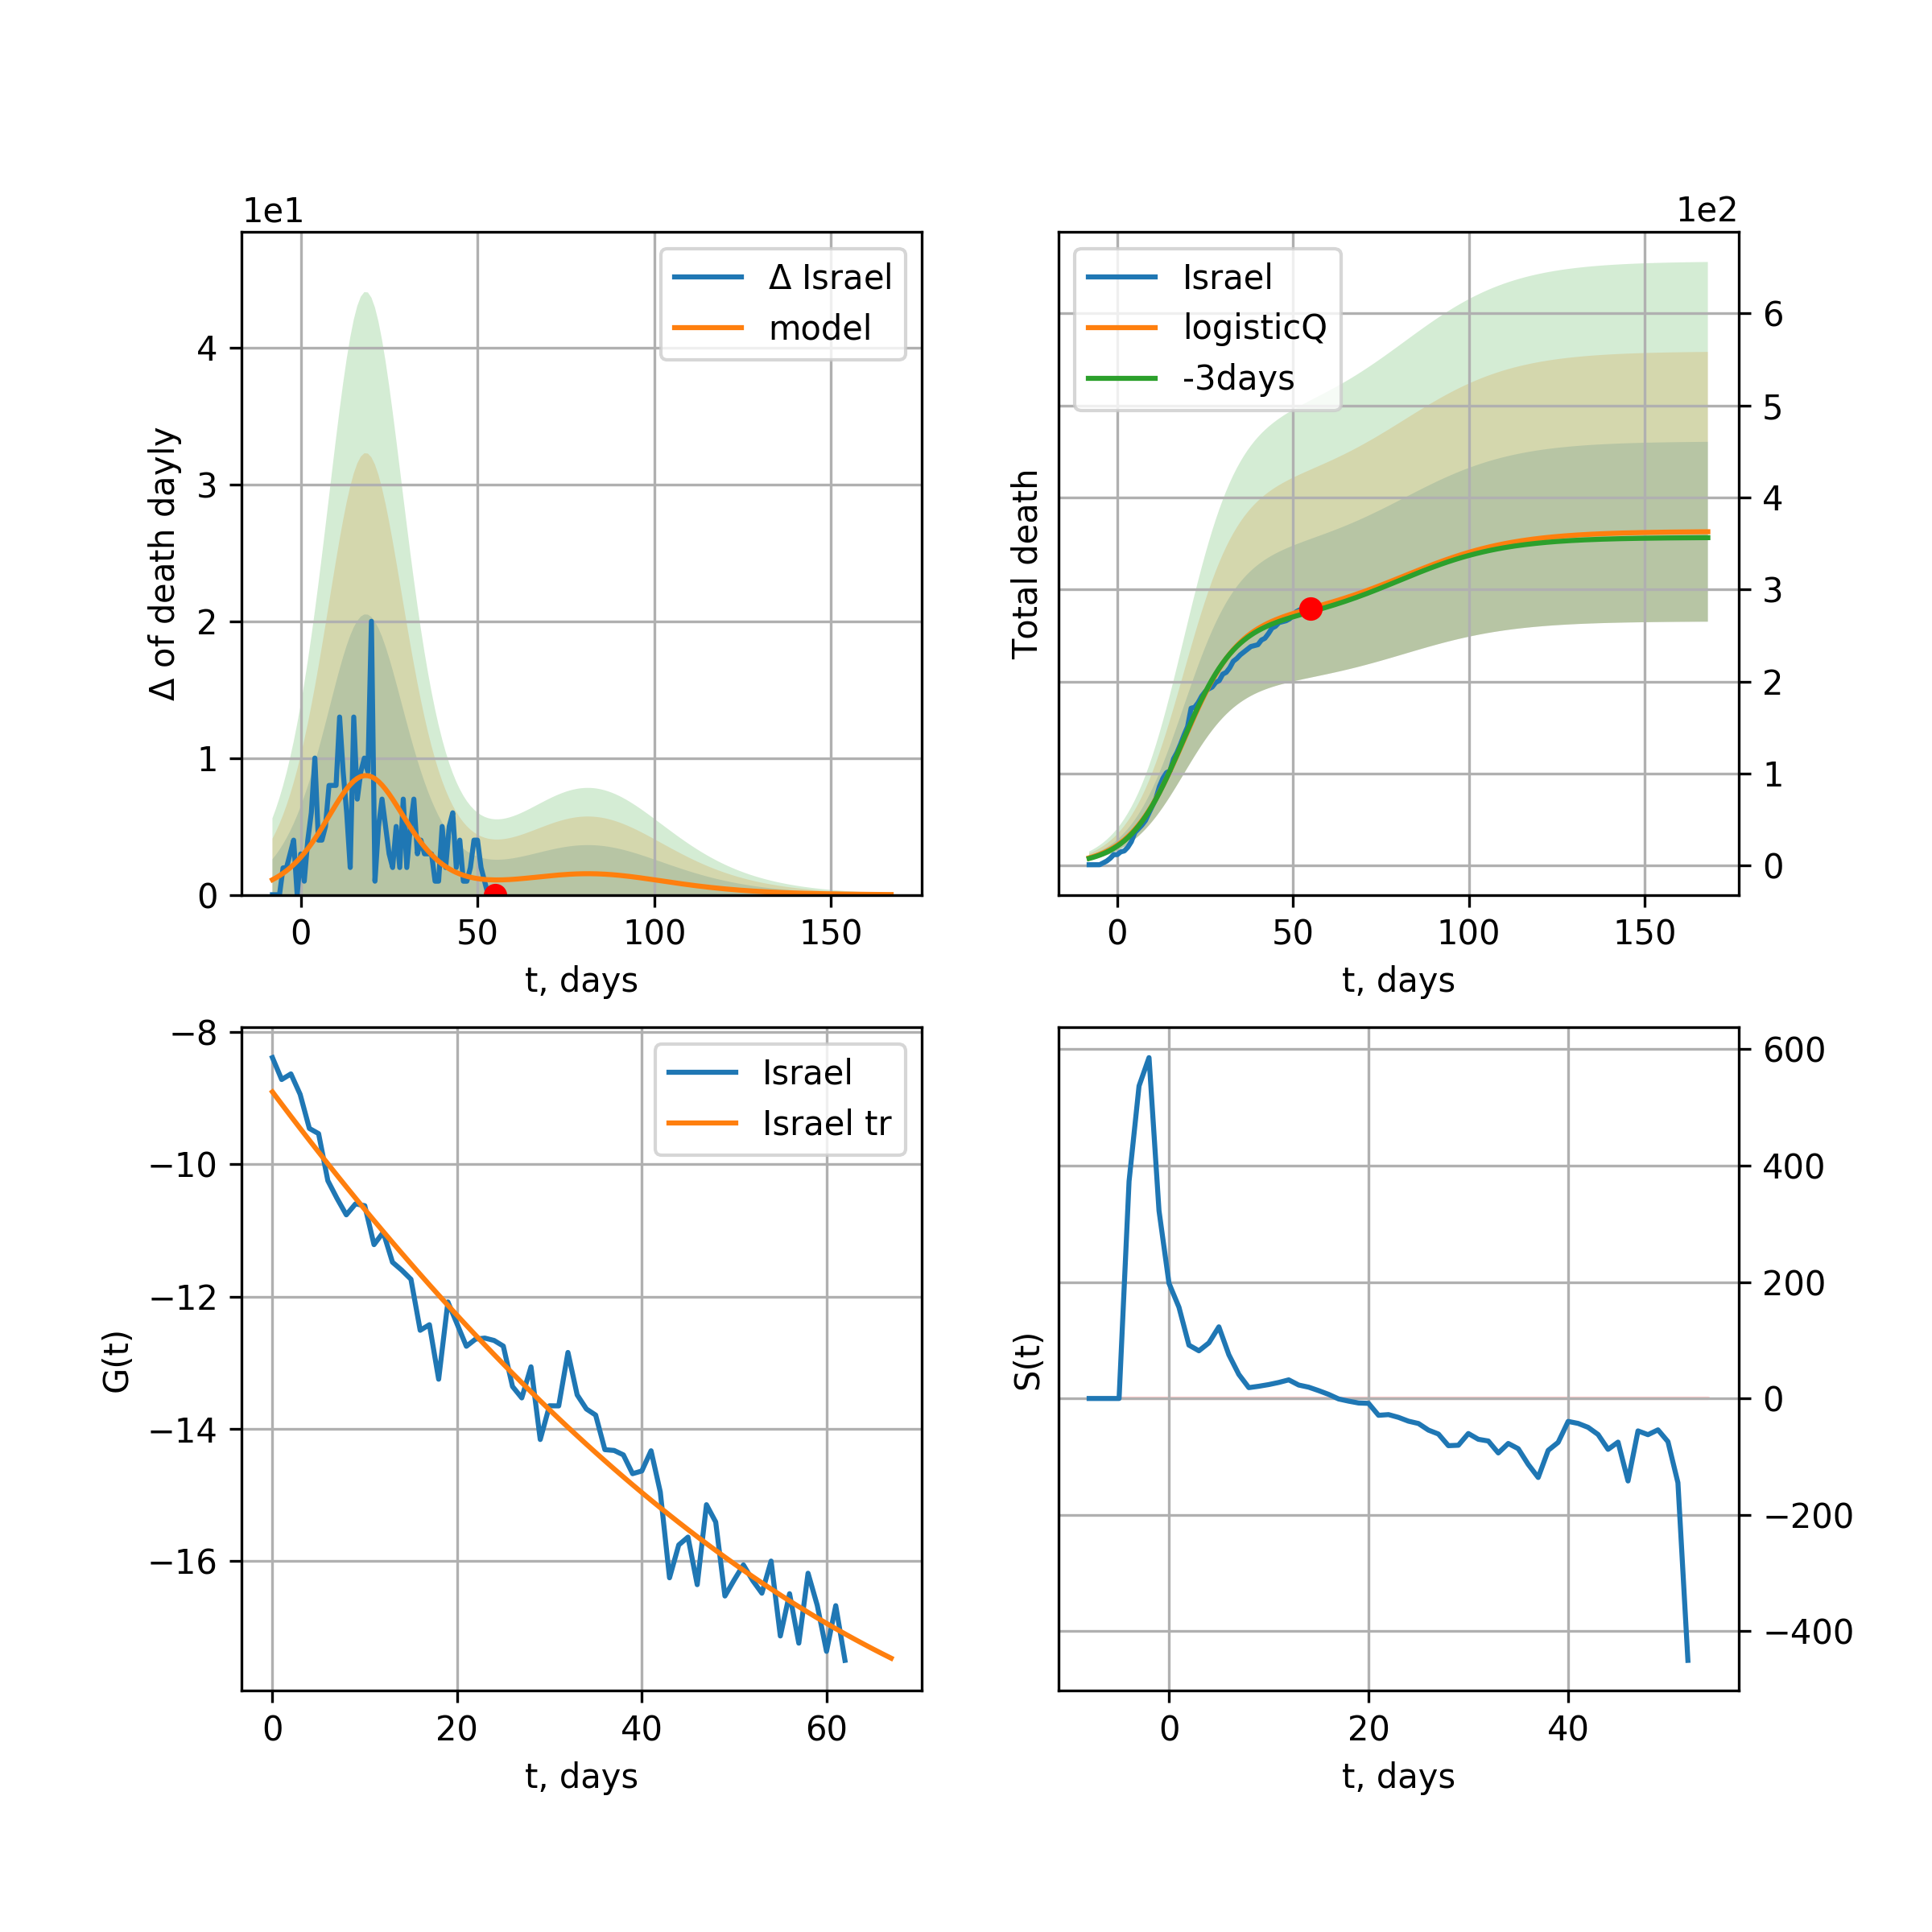 1e1
Δ Israel
model
4
3
2
1
0
Δ of death dayly
0 50 100 150
t, days
1e2
Israel
logisticQ
-3days
6
5
4
3
2
1
0
Total death
0 50 100 150
t, days
−8
−10
−12
−14
−16
G(t)
Israel
Israel tr
0 20 40 60
t, days
600
400
200
0
−200
−400
S(t)
0 20 40
t, days